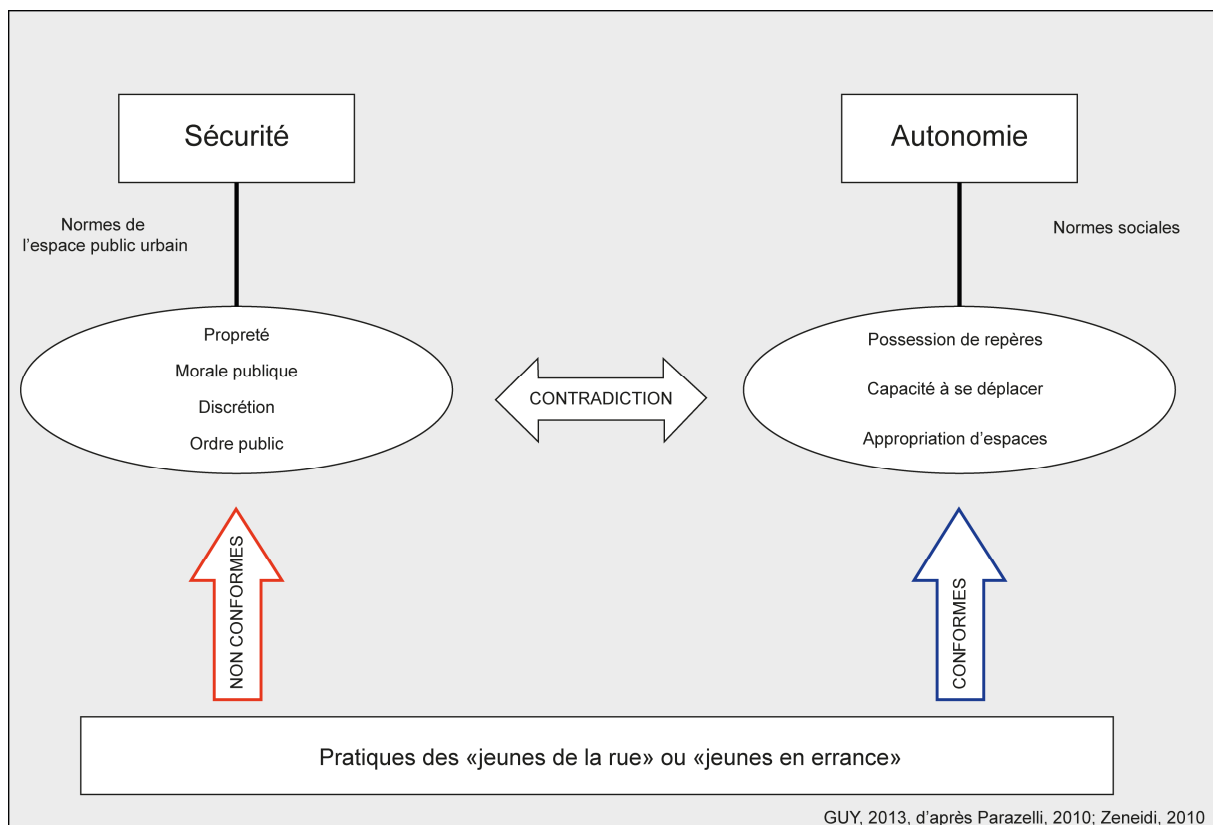 Sécurité
Autonomie
Normes de
l'espace public urbain
Normes sociales
Propreté
Morale publique
Discrétion
Ordre public
CONTRADICTION
Possession de repères
Capacité à se déplacer
Appropriation d'espaces
NON CONFORMES
CONFORMES
Pratiques des «jeunes de la rue» ou «jeunes en errance»
GUY, 2013, d'après Parazelli, 2010; Zeneidi, 2010